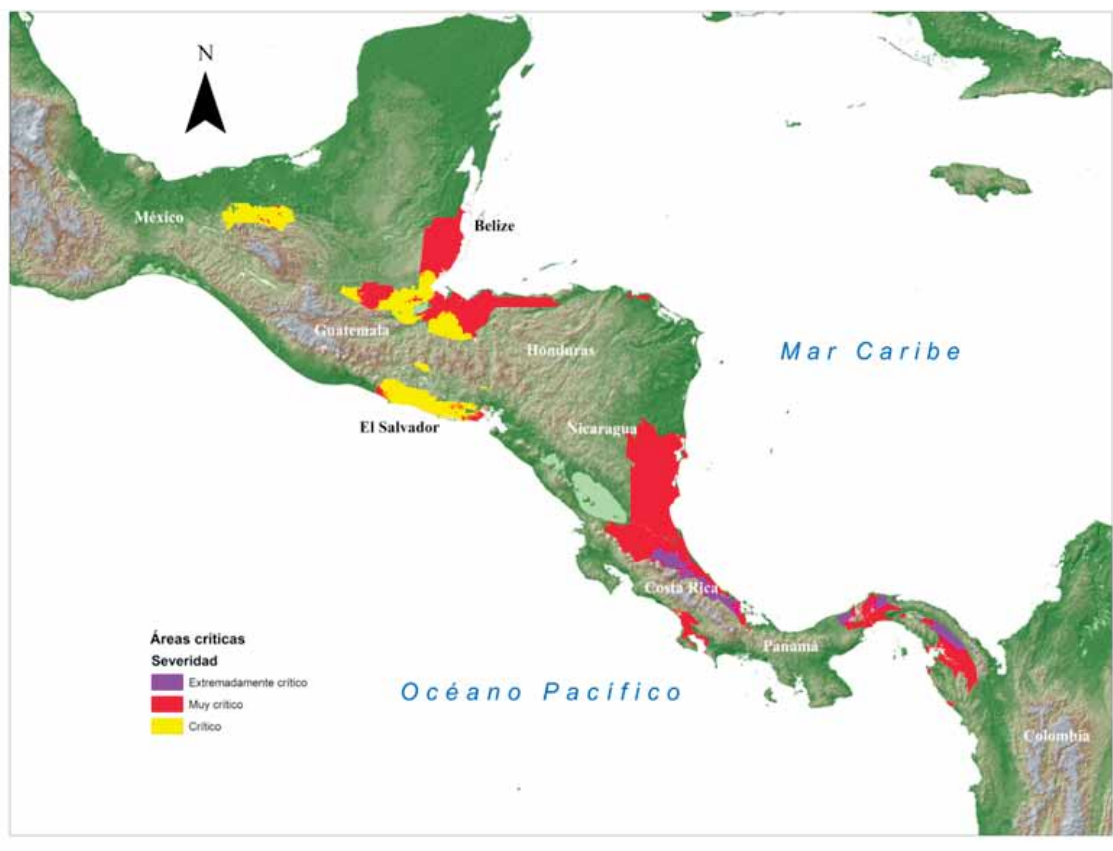 N
México
Belize
Guatemala
Honduras
Mar Caribe
El Salvador
Nicaragua
Costa Rica
Panamá
Áreas críticas
Severidad
Extremadamente crítico
Muy crítico
Crítico
Océano Pacífico
Colombia